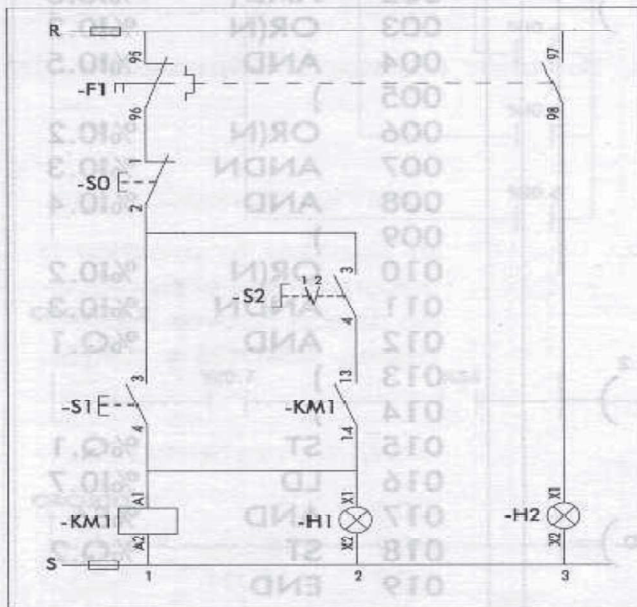 R
95 97
-F1
96 98
1
-S0
2
1 2 3
-S2
4
3 13
-S1 -KM1
4 14
A1 X1 X1
-KM1 -H1 -H2
A2 X2 X2
S
1 2 3
003 OR(N
004 AND %I0.5
005 )
006 OR(N %I0.2
007 ANDN %I0.3
008 AND %I0.4
009 )
010 OR(N %I0.2
011 ANDN %I0.3
012 AND %Q.1
013 )
014
015 ST %Q.1
016 LD %I0.7
017 AND
018 ST %Q.2
019 END